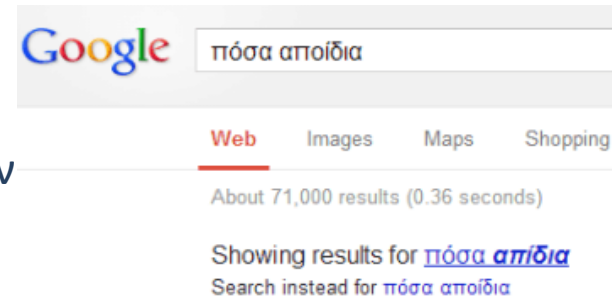 Google πόσα αποίδια
Web Images Maps Shopping
ν
About 71,000 results (0.36 seconds)
Showing results for πόσα απίδια
Search instead for πόσα αποίδια